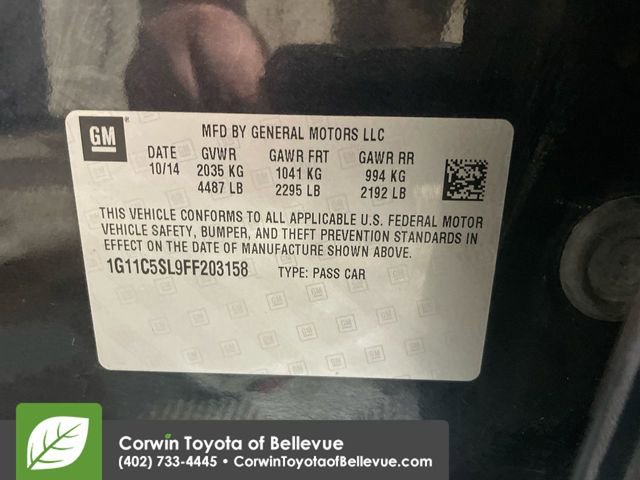 GM
MFD BY GENERAL MOTORS LLC
DATE GVWR GAWR FRT GAWR RR
10/14 2035 KG 1041 KG 994 KG
4487 LB 2295 LB 2192 LB
THIS VEHICLE CONFORMS TO ALL APPLICABLE U.S. FEDERAL MOTOR
VEHICLE SAFETY, BUMPER, AND THEFT PREVENTION STANDARDS IN
EFFECT ON THE DATE OF MANUFACTURE SHOWN ABOVE.
1G11C5SL9FF203158 TYPE: PASS CAR
Corwin Toyota of Bellevue
(402) 733-4445 • CorwinToyotaofBellevue.com